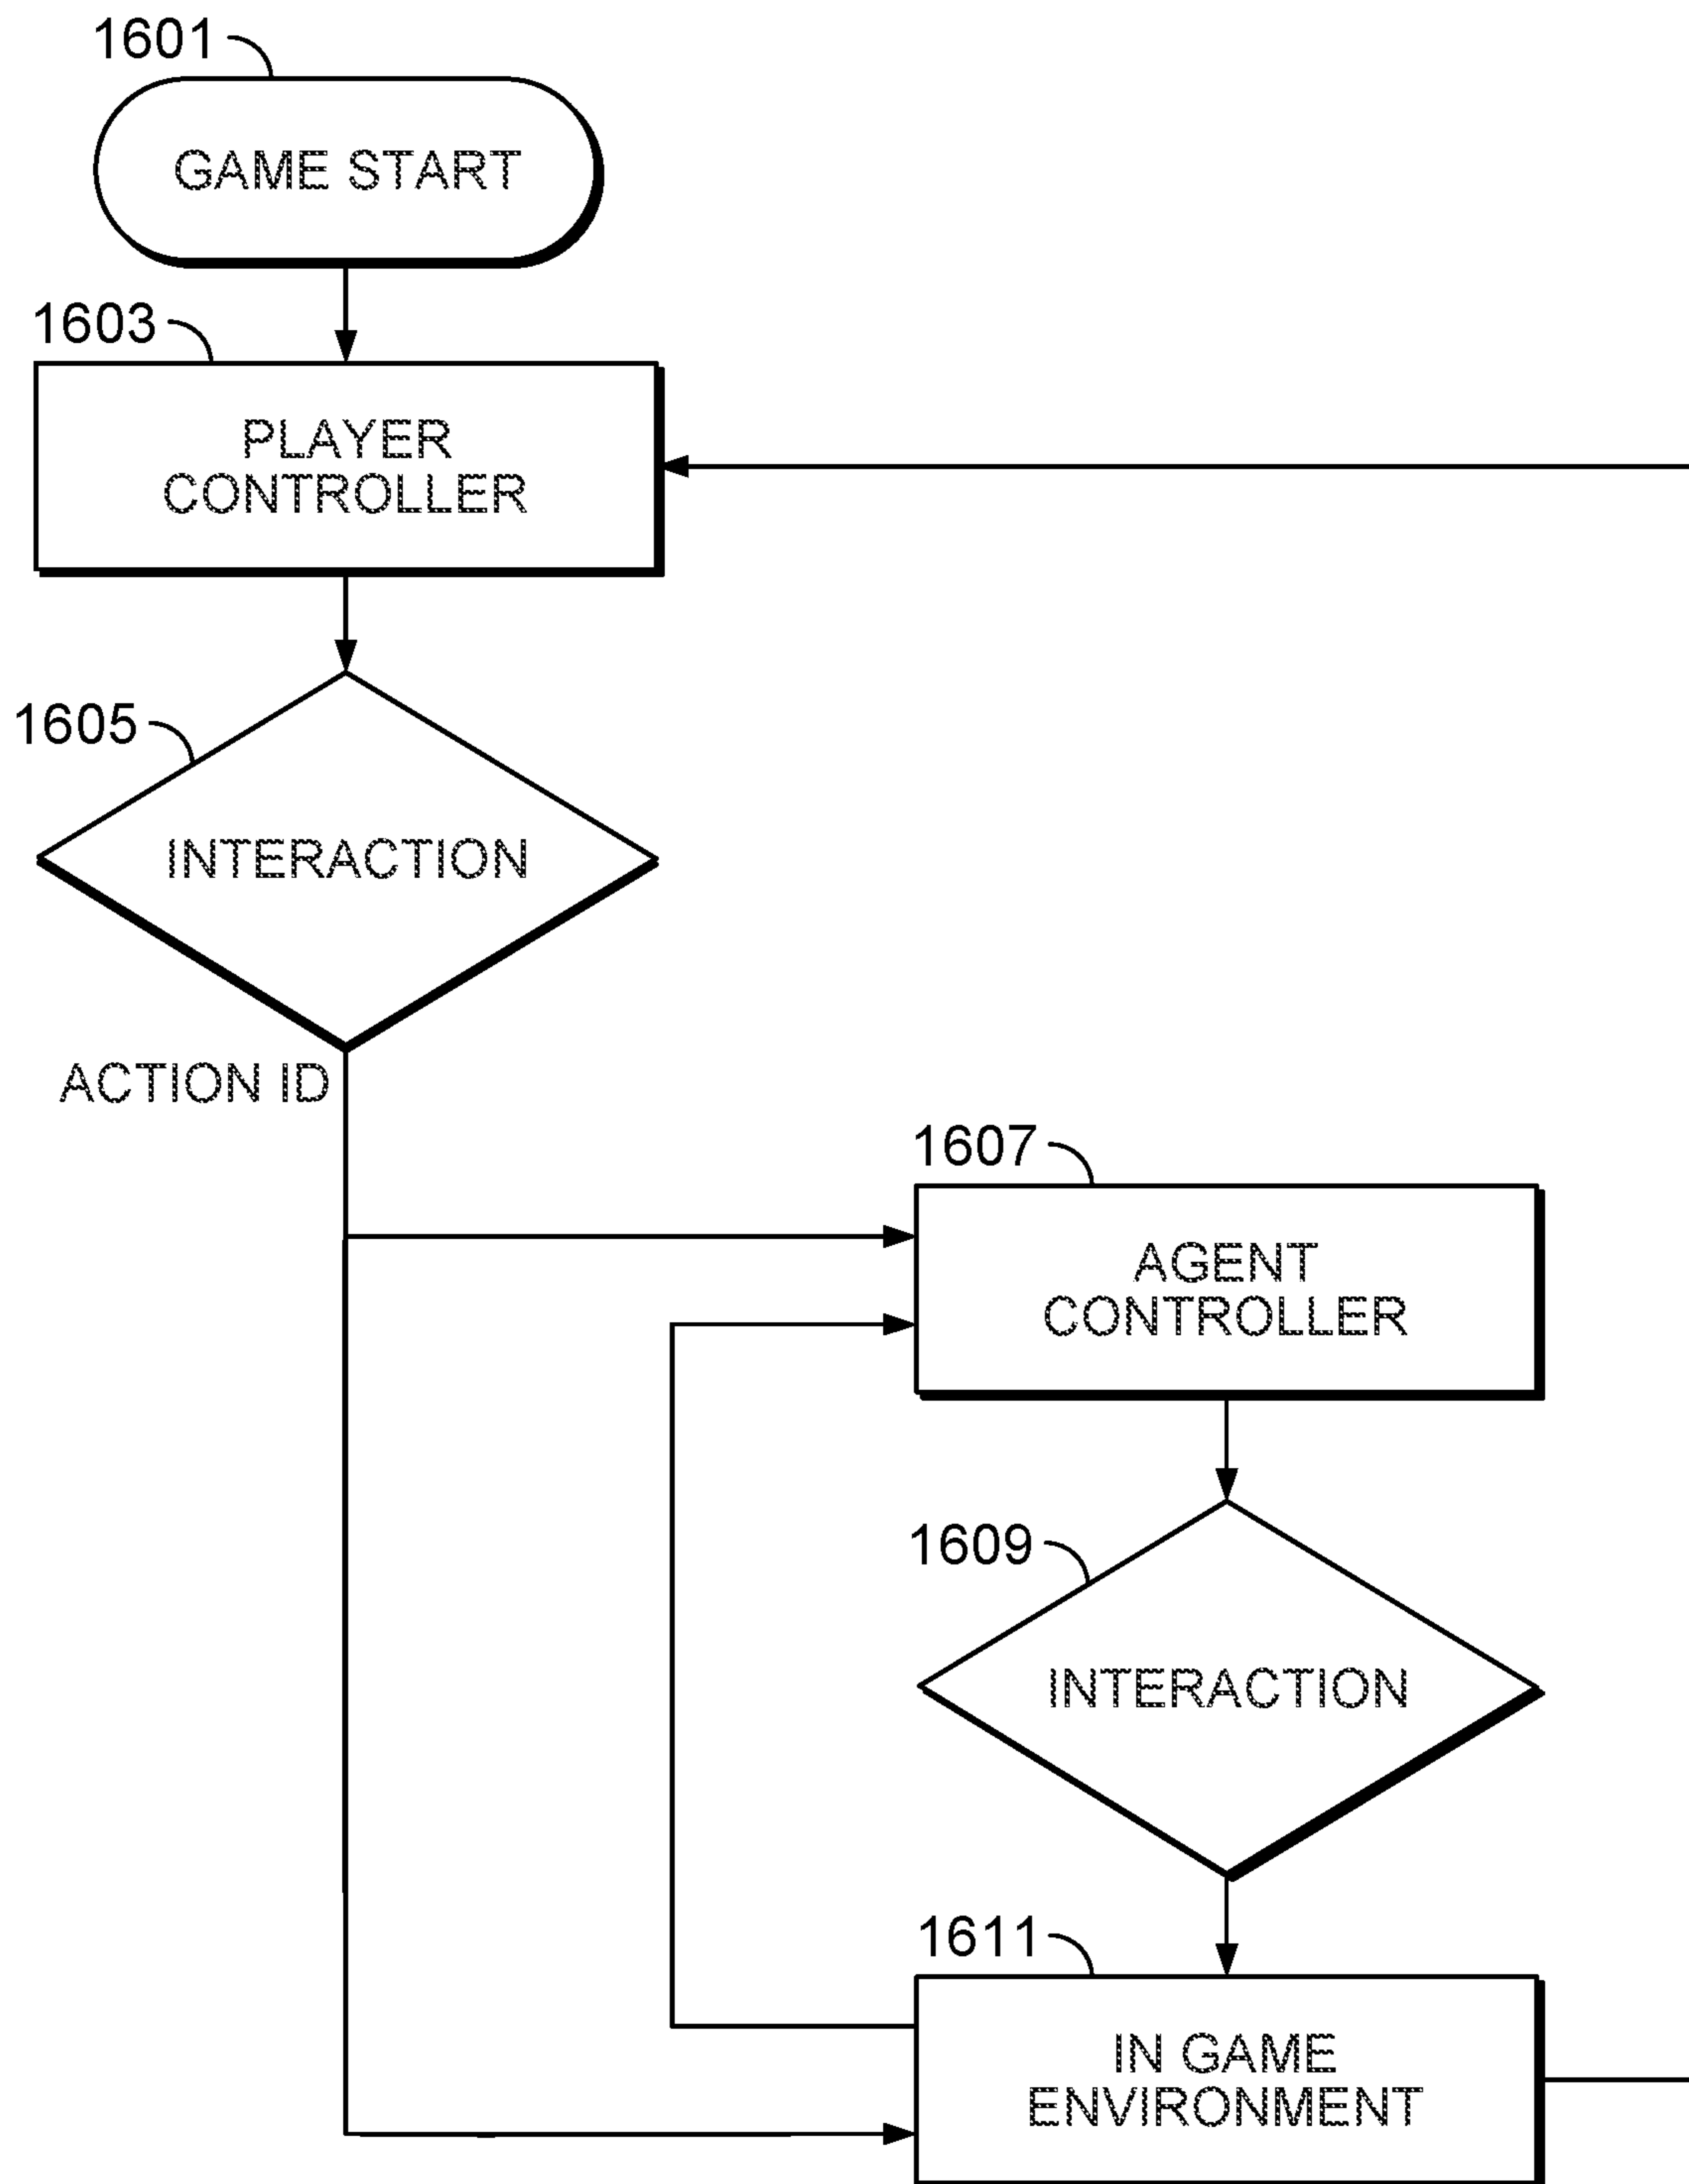 1601
GAME START
1603
PLAYER
CONTROLLER
1605
INTERACTION
ACTION ID
1607
AGENT
CONTROLLER
1609
INTERACTION
1611
IN GAME
ENVIRONMENT